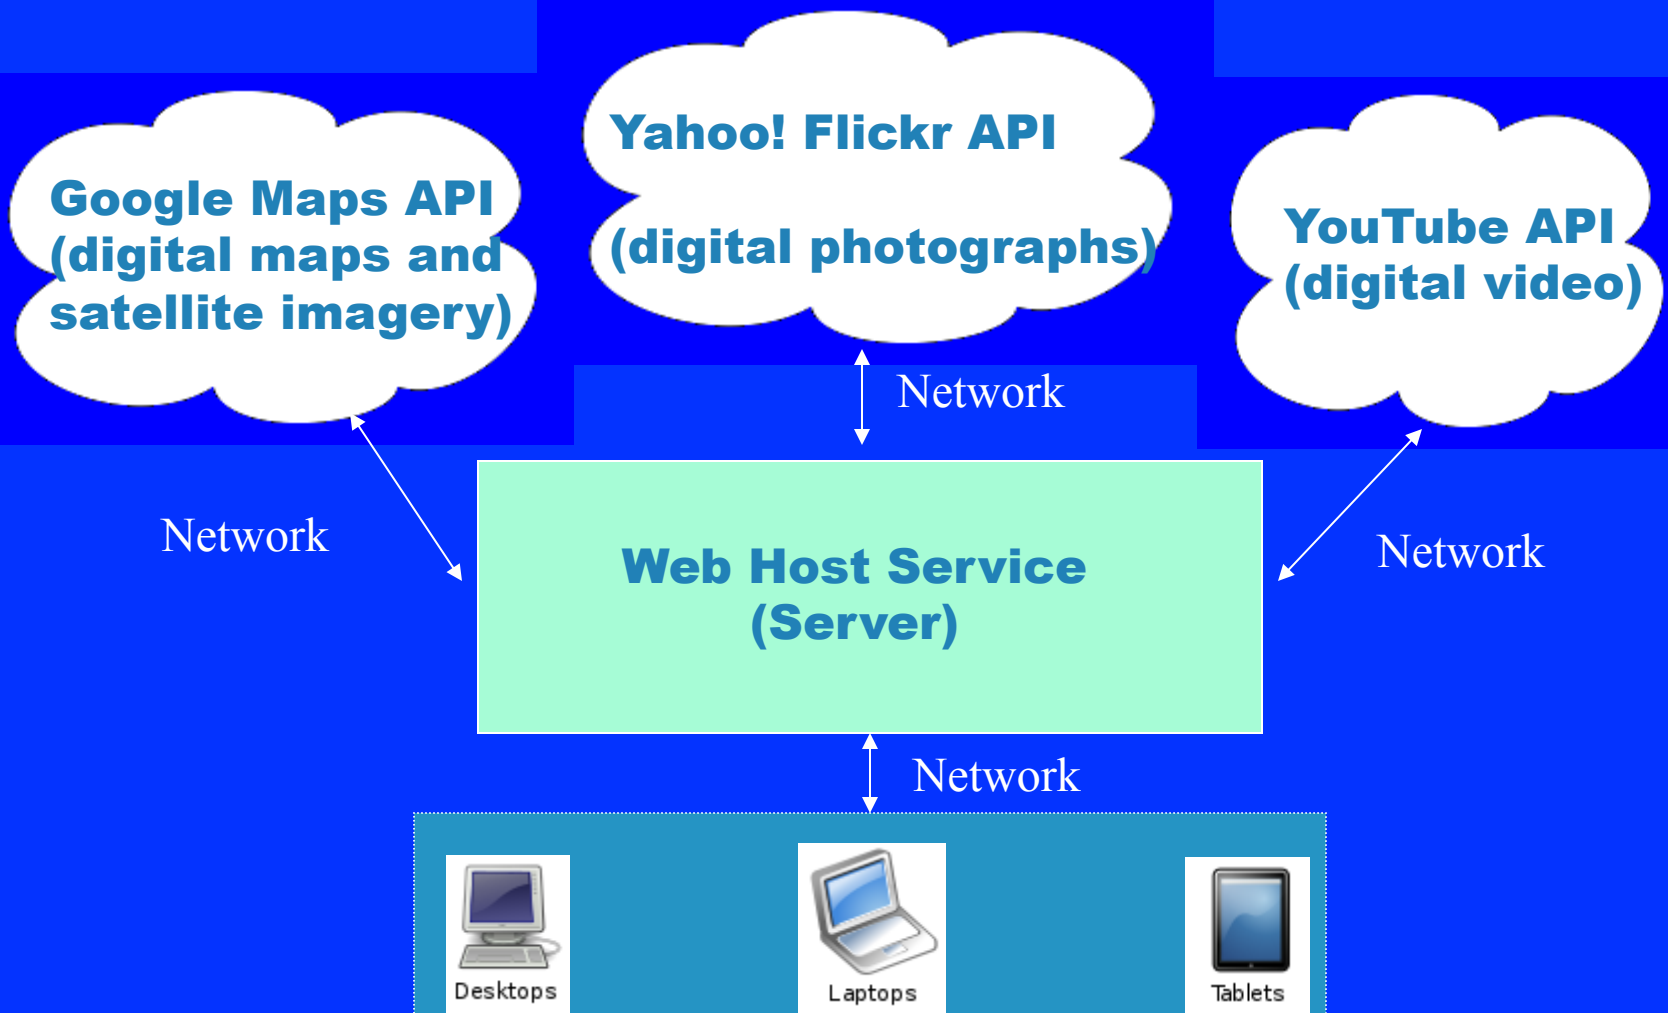 Yahoo! Flickr API
(digital photographs)
Google Maps API
(digital maps and
satellite imagery)
YouTube API
(digital video)
Network
Network
Network
Web Host Service
(Server)
Network
Desktops
Laptops
Tablets